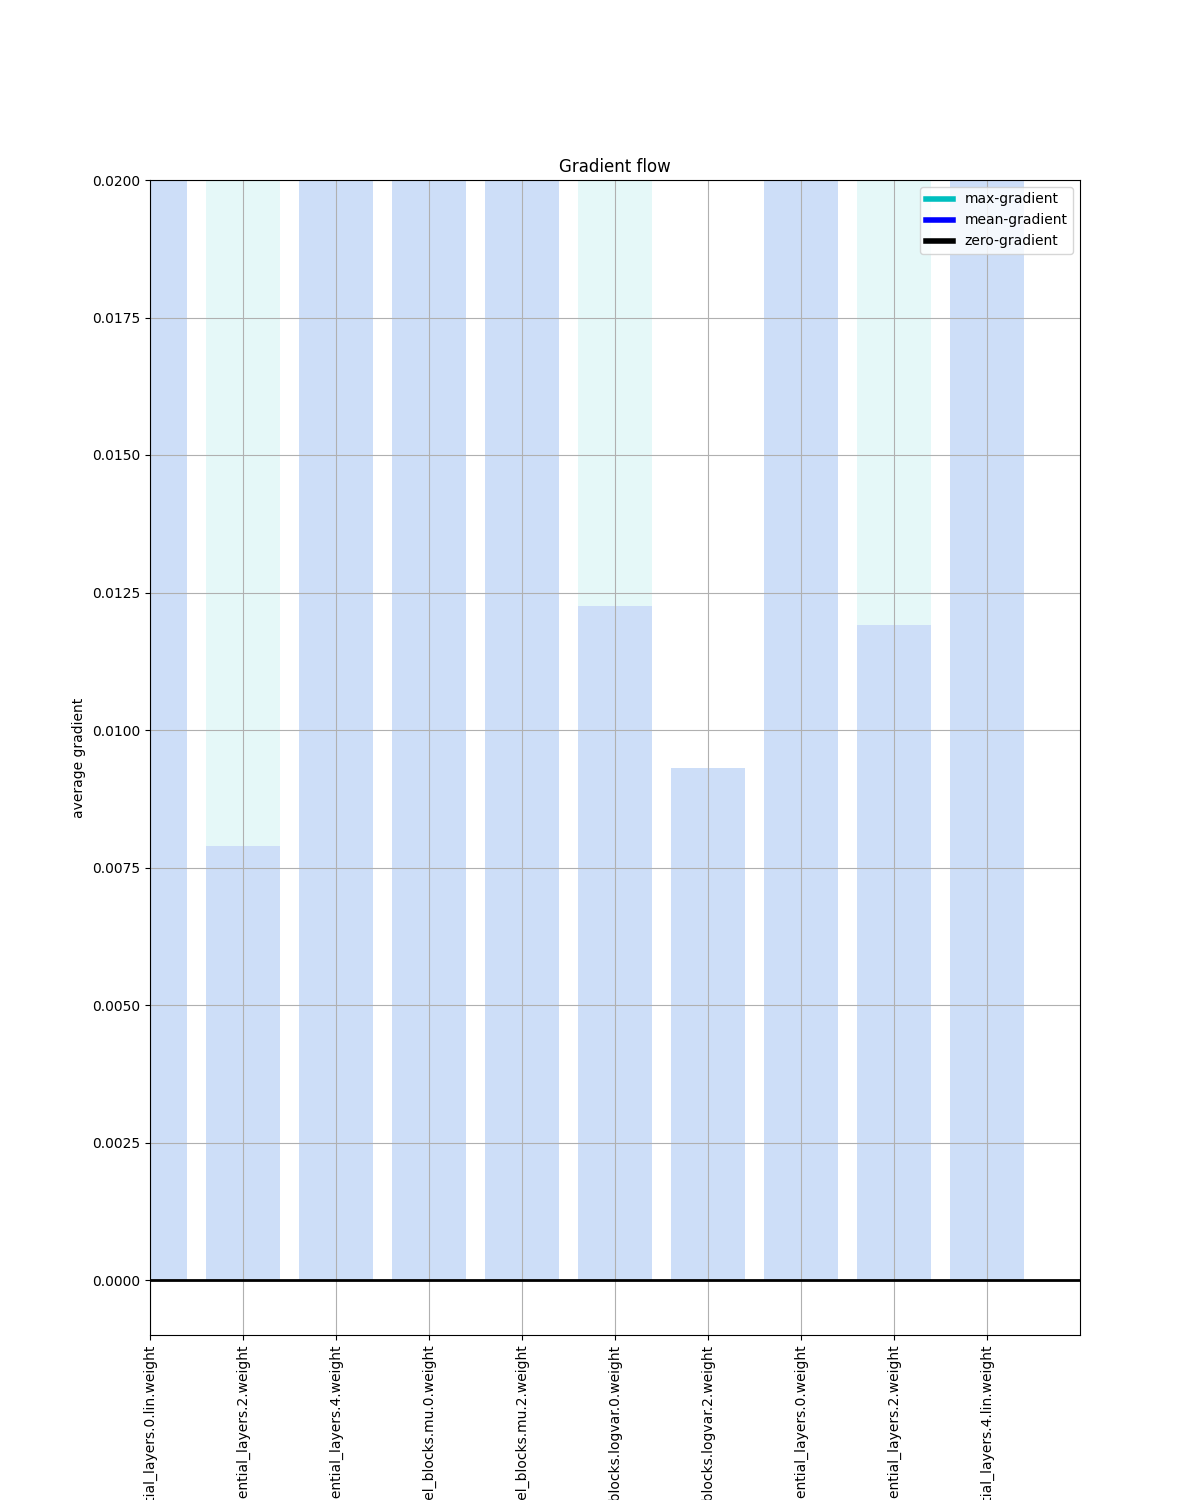 Gradient flow
max-gradient
mean-gradient
zero-gradient
0.0200
0.0175
0.0150
0.0125
0.0100
0.0075
0.0050
0.0025
0.0000
average gradient
tial_layers.0.lin.weight
ential_layers.2.weight
ential_layers.4.weight
el_blocks.mu.0.weight
el_blocks.mu.2.weight
blocks.logvar.0.weight
blocks.logvar.2.weight
ential_layers.0.weight
ential_layers.2.weight
tial_layers.4.lin.weight